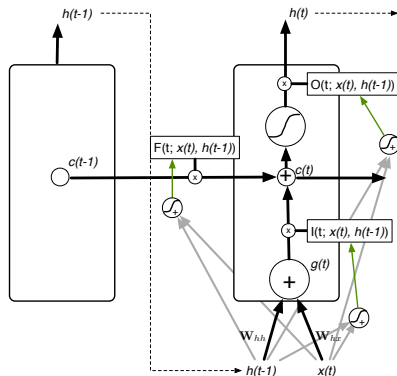 h(t-1)
h(t)
x
O(t; x(t), h(t-1))
F(t; x(t), h(t-1))
c(t-1)
x
+
c(t)
+
+
x
I(t; x(t), h(t-1))
g(t)
+
+
W_hh
W_hx
h(t-1)
x(t)